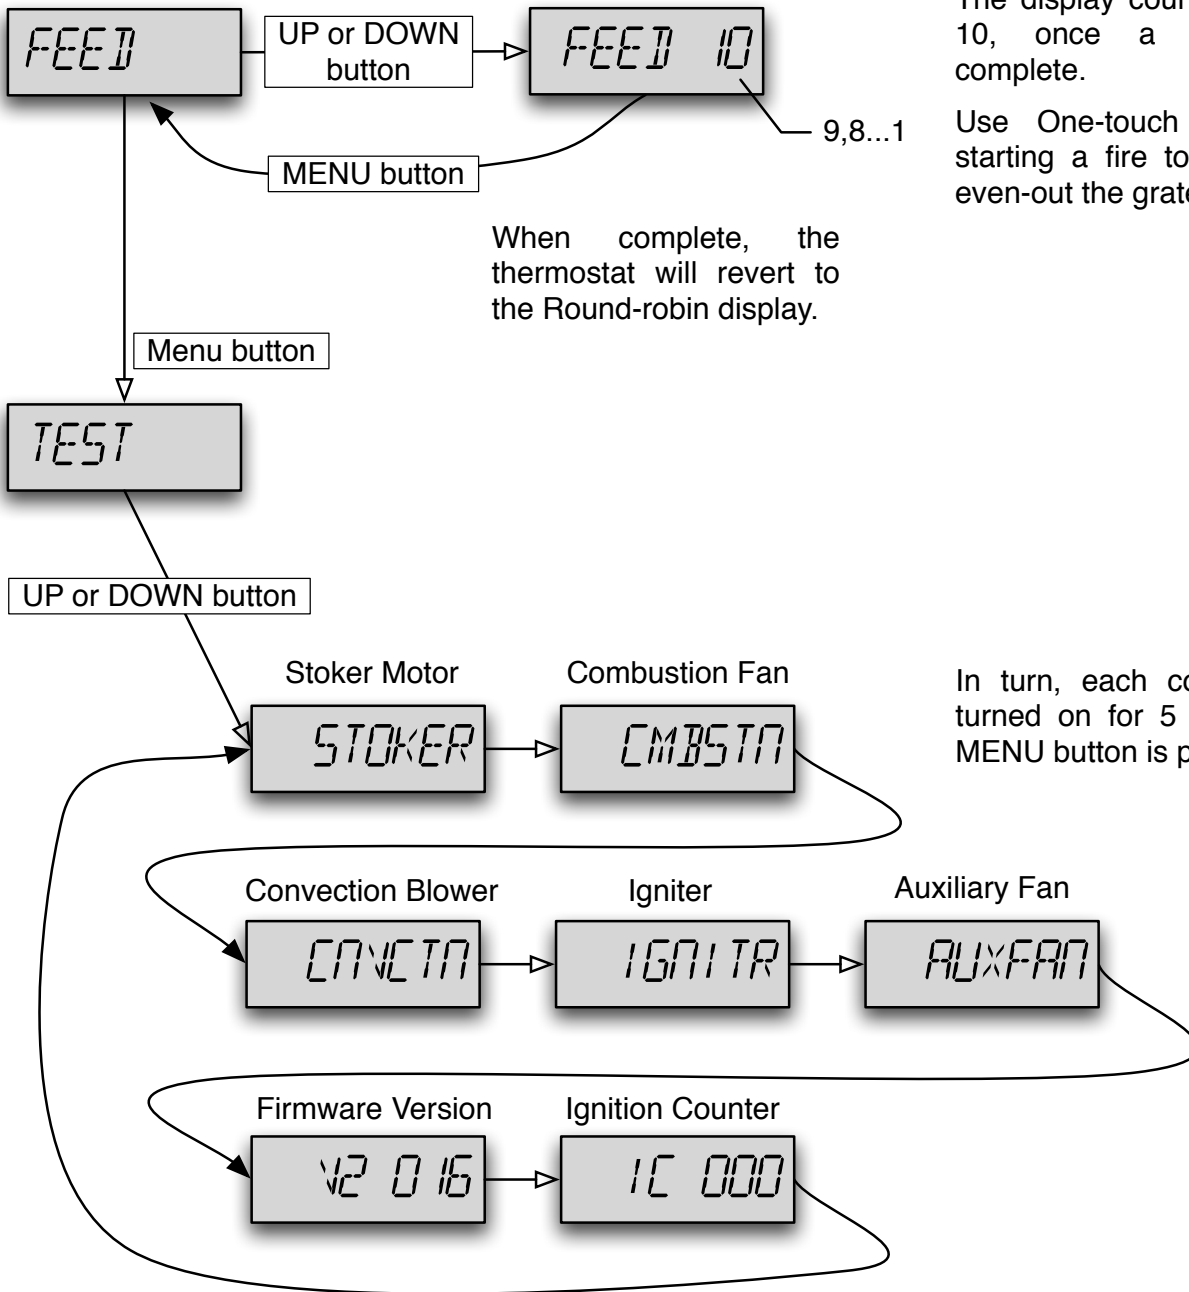 The display
10, once a
complete.
FEED
UP or DOWN
button
FEED 10
9,8...1
Use One-touch
starting a fire to
even-out the
MENU button
When complete, the
thermostat will revert to
the Round-robin display.
Menu button
TEST
UP or DOWN button
Stoker Motor
Combustion Fan
STOKER
CMBSTN
In turn, each
turned on for 5
MENU button is
Convection Blower
Igniter
Auxiliary Fan
CNVCTN
IGNITR
AUXFAN
Firmware Version
Ignition Counter
V2 016
IC 000